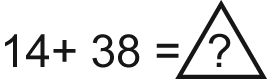 14+ 38 = ?